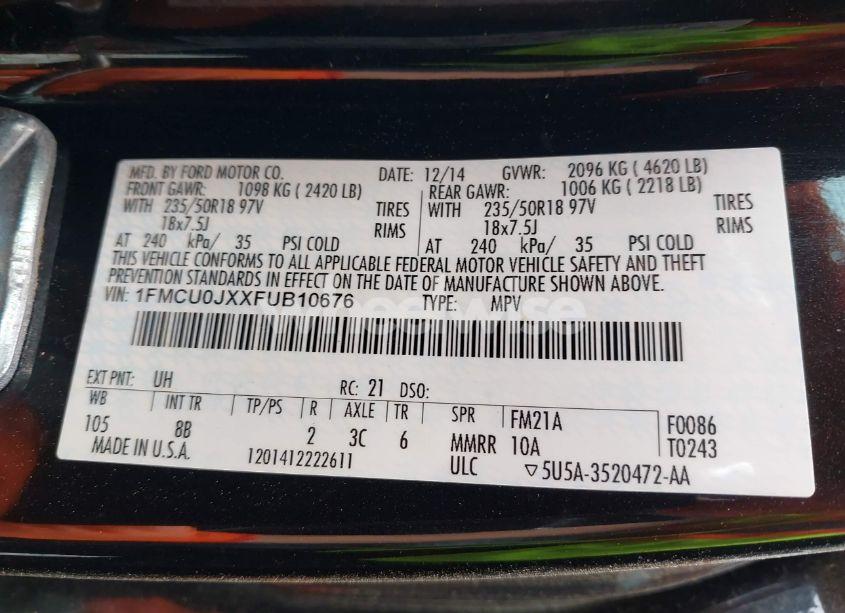 MFD. BY FORD MOTOR CO. DATE: 12/14 GVWR: 2096 KG ( 4620 LB)
FRONT GAWR: 1098 KG ( 2420 LB) REAR GAWR: 1006 KG ( 2218 LB)
WITH 235/50R18 97V TIRES WITH 235/50R18 97V TIRES
18x7.5J RIMS 18x7.5J RIMS
AT 240 kPa/ 35 PSI COLD AT 240 kPa/ 35 PSI COLD
THIS VEHICLE CONFORMS TO ALL APPLICABLE FEDERAL MOTOR VEHICLE SAFETY AND THEFT
PREVENTION STANDARDS IN EFFECT ON THE DATE OF MANUFACTURE SHOWN ABOVE.
VIN: 1FMCU0JXXFUB10676 TYPE: MPV
EXT PNT: UH RC: 21 DSO:
WB INT TR TP/PS R AXLE TR SPR FM21A F0086
105 8B 2 3C 6 MMRR 10A T0243
MADE IN U.S.A. 1201412222611 ULC ▽5U5A-3520472-AA